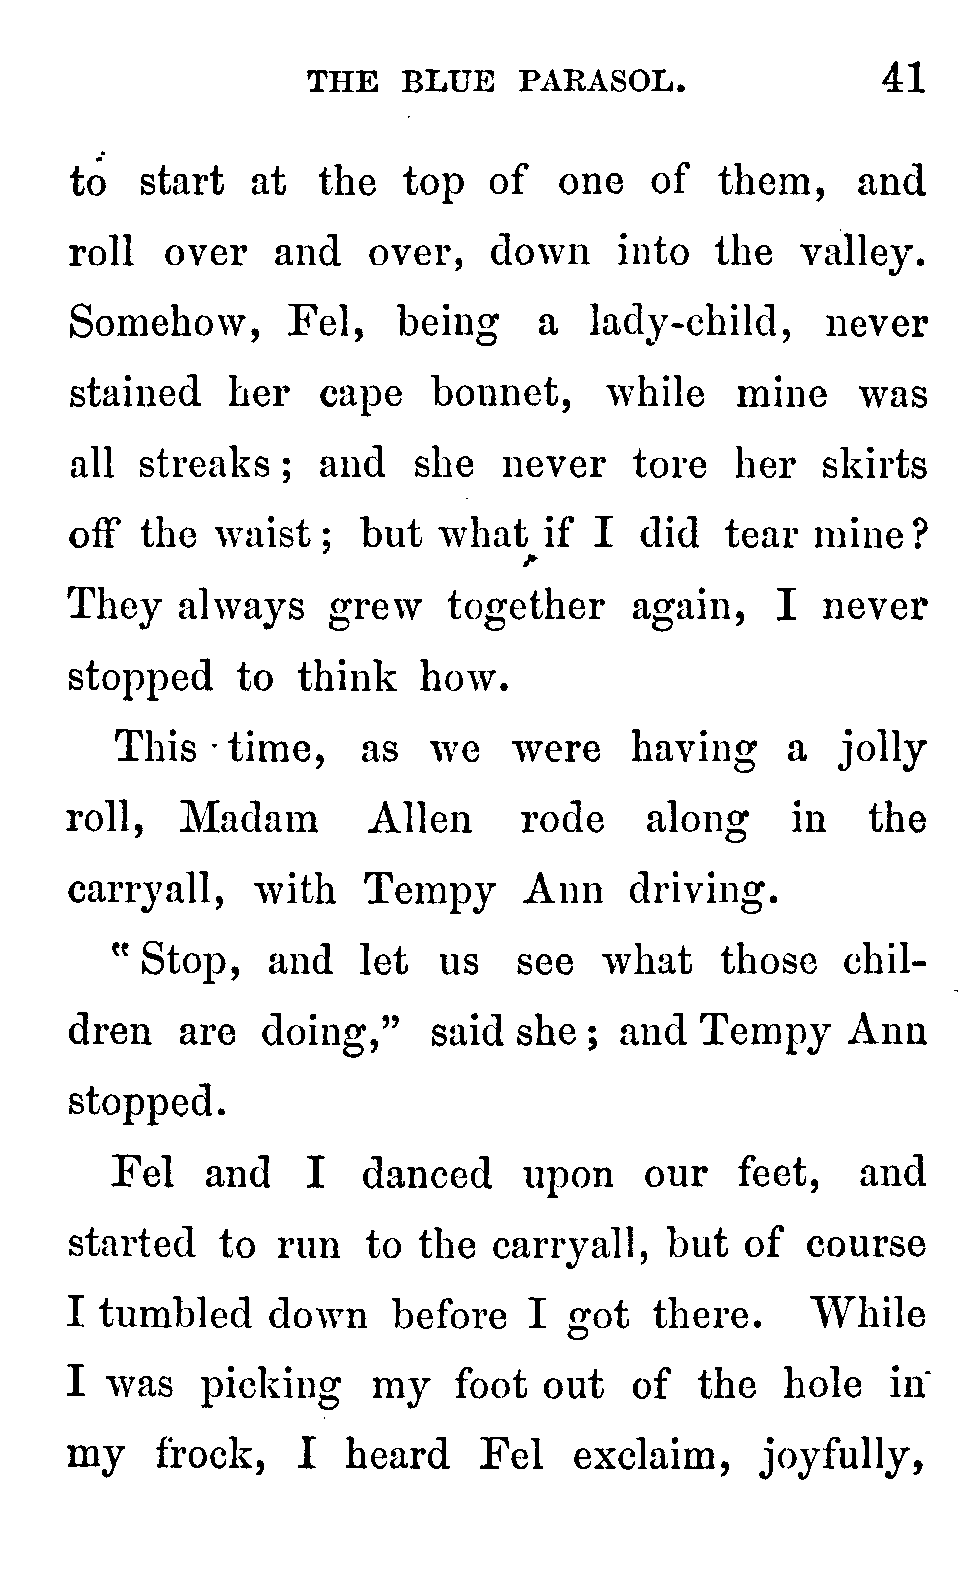 THE BLUE PARASOL. 41
to start at the top of one of them, and
roll over and over, down into the valley.
Somehow, Fel, being a lady-child, never
stained her cape bonnet, while mine was
all streaks; and she never tore her skirts
off the waist; but what if I did tear mine?
They always grew together again, I never
stopped to think how.
This time, as we were having a jolly
roll, Madam Allen rode along in the
carryall, with Tempy Ann driving.
"Stop, and let us see what those chil-
dren are doing," said she; and Tempy Ann
stopped.
Fel and I danced upon our feet, and
started to run to the carryall, but of course
I tumbled down before I got there. While
I was picking my foot out of the hole in
my frock, I heard Fel exclaim, joyfully,